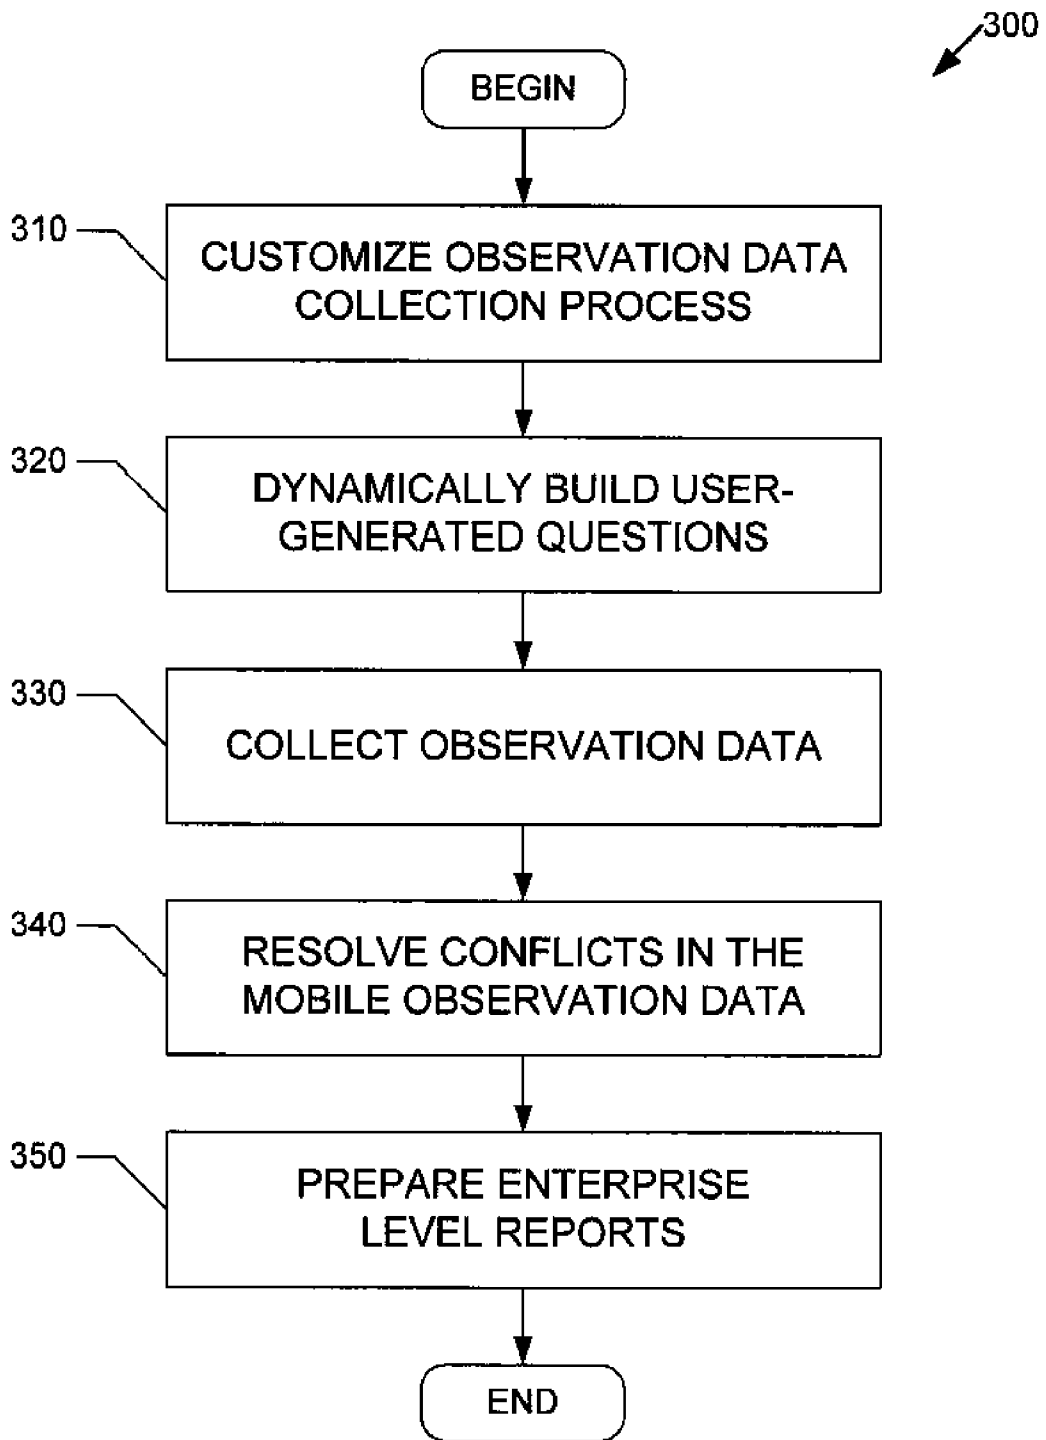 300
BEGIN
310
CUSTOMIZE OBSERVATION DATA
COLLECTION PROCESS
320
DYNAMICALLY BUILD USER-
GENERATED QUESTIONS
330
COLLECT OBSERVATION DATA
340
RESOLVE CONFLICTS IN THE
MOBILE OBSERVATION DATA
350
PREPARE ENTERPRISE
LEVEL REPORTS
END